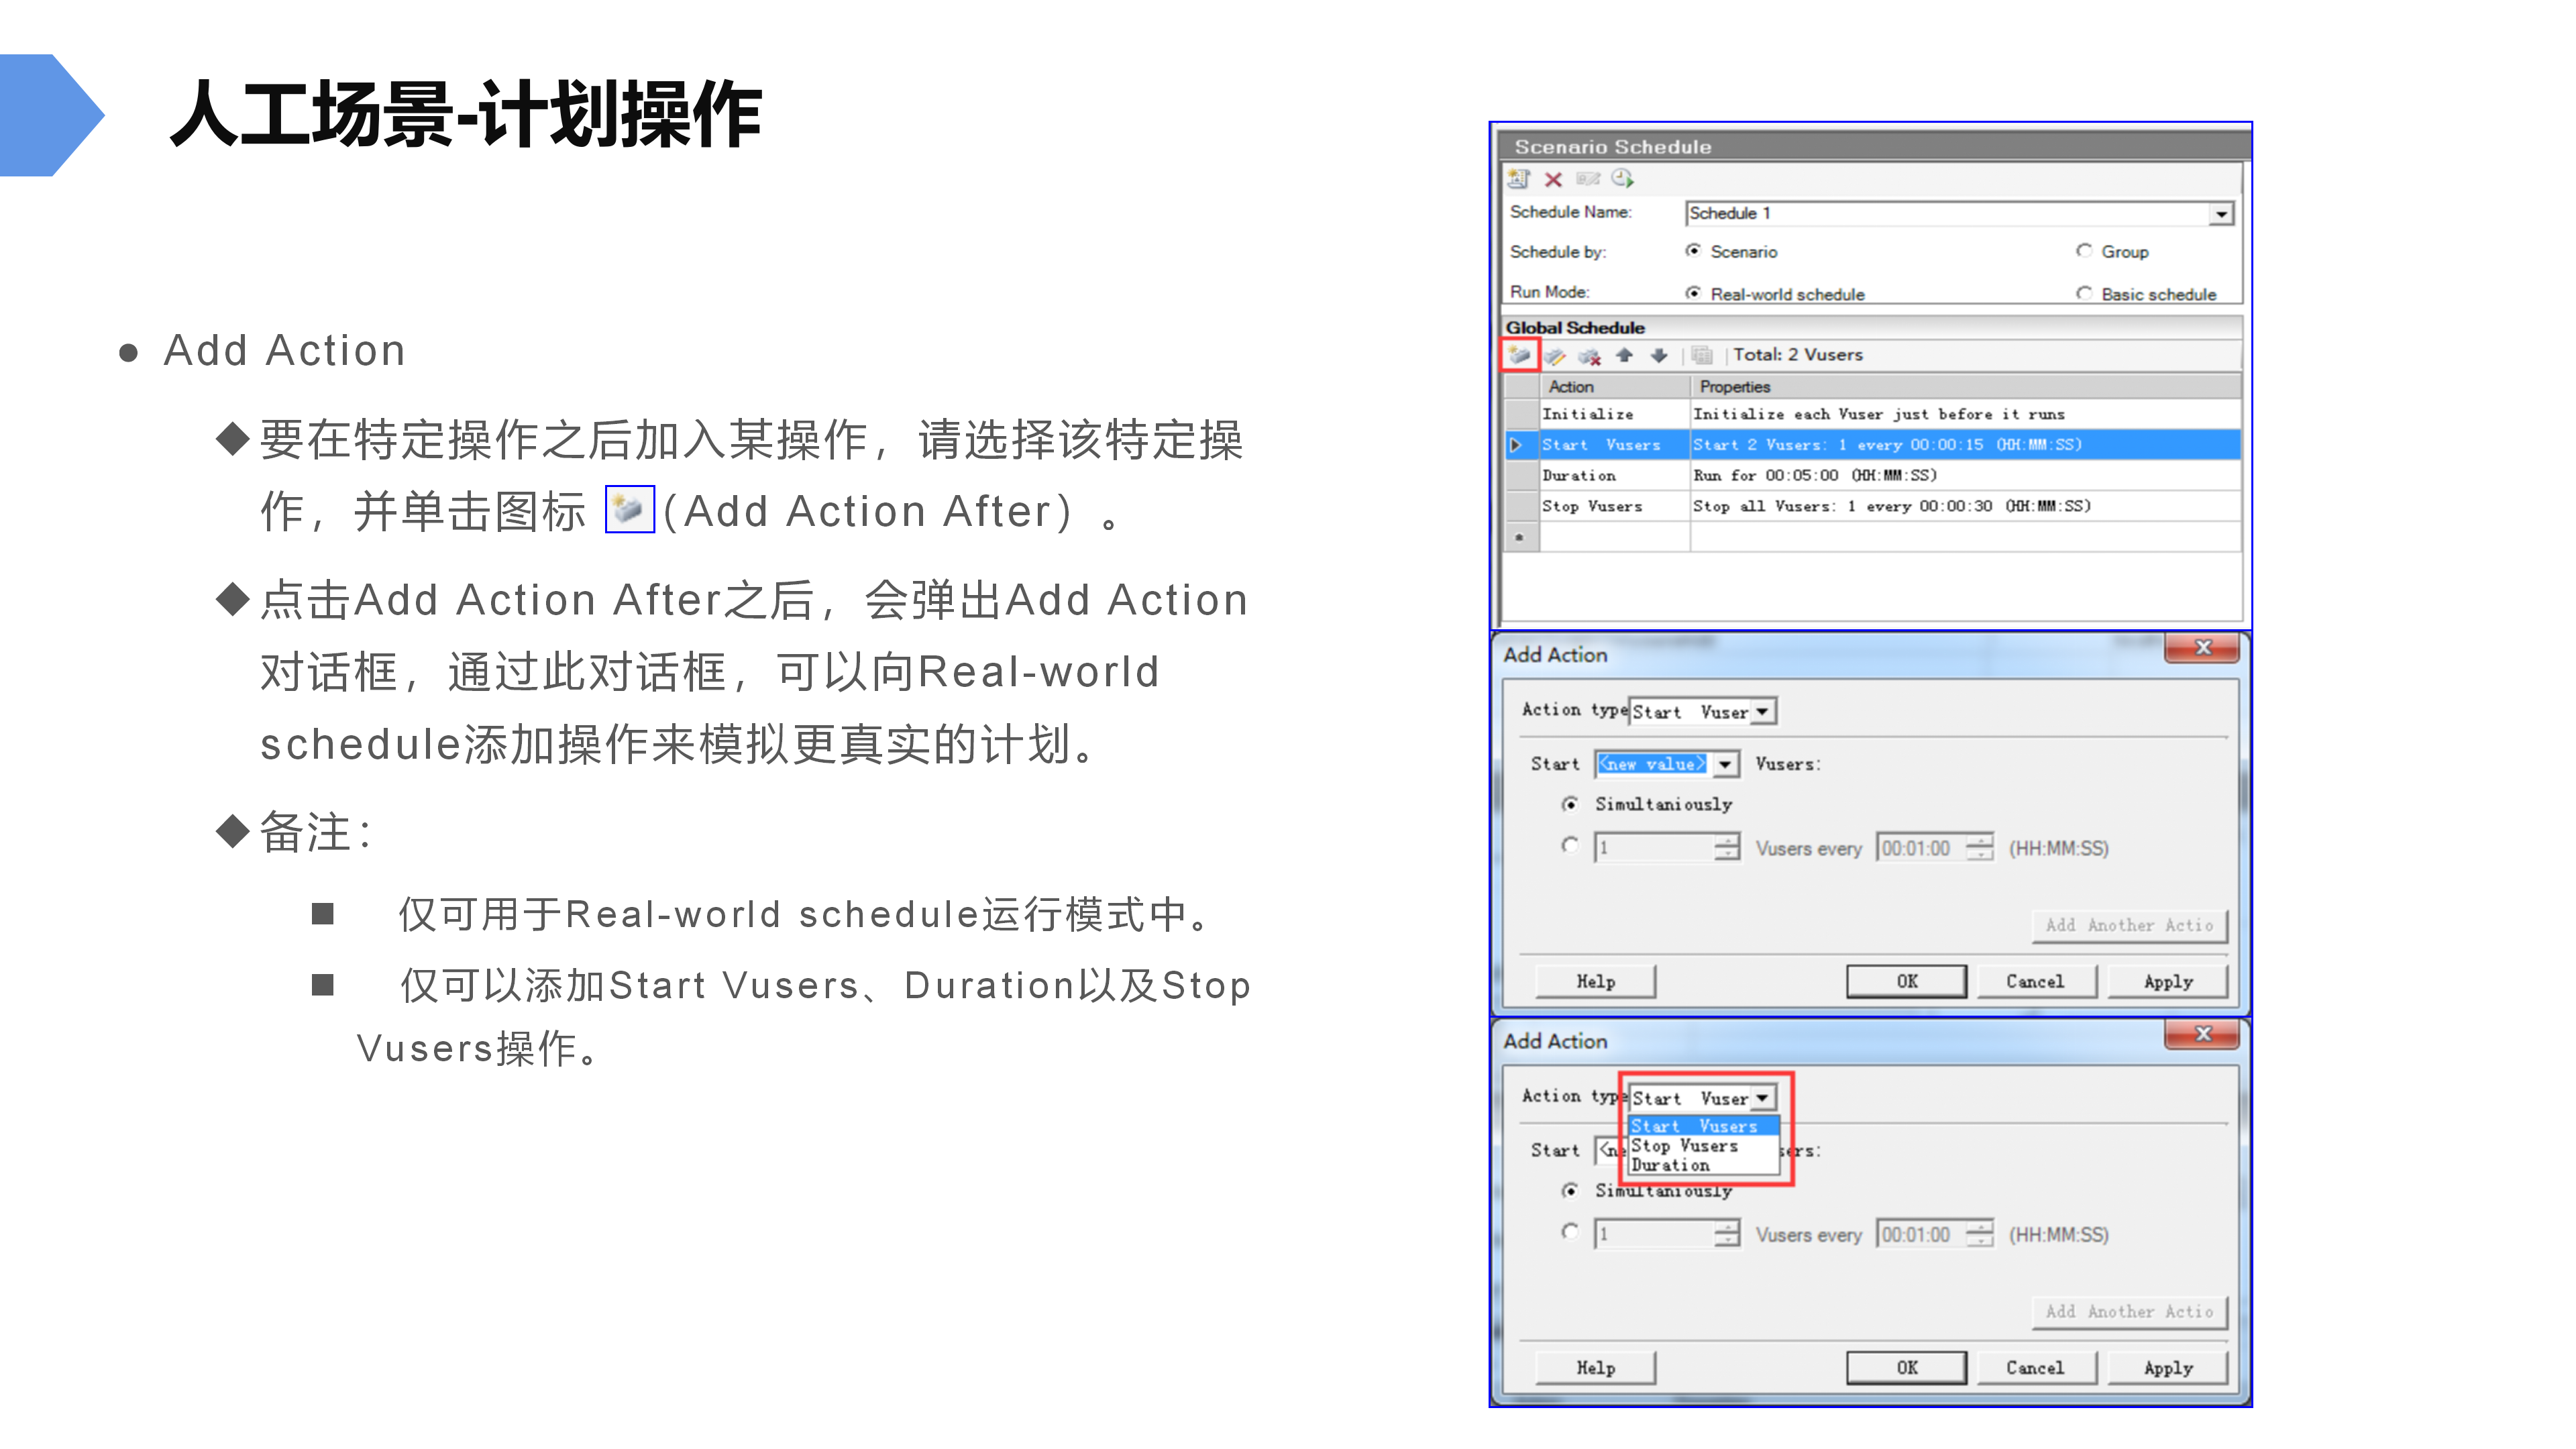 人工场景-计划操作
● Add Action
◆要在特定操作之后加入某操作，请选择该特定操
作，并单击图标 （Add Action After）。
◆点击Add Action After之后，会弹出Add Action
对话框，通过此对话框，可以向Real-world
schedule添加操作来模拟更真实的计划。
◆备注：
■ 仅可用于Real-world schedule运行模式中。
■ 仅可以添加Start Vusers、Duration以及Stop
Vusers操作。
Scenario Schedule
Schedule Name: Schedule 1
Schedule by: Scenario Group
Run Mode: Real-world schedule Basic schedule
Global Schedule
Total: 2 Vusers
Action Properties
Initialize Initialize each Vuser just before it runs
Start Vusers Start 2 Vusers: 1 every 00:00:15 (HH:MM:SS)
Duration Run for 00:05:00 (HH:MM:SS)
Stop Vusers Stop all Vusers: 1 every 00:00:30 (HH:MM:SS)
Add Action
Action type Start Vuser
Start <new value> Vusers:
Simultaniously
1 Vusers every 00:01:00 (HH:MM:SS)
Add Another Actio
Help OK Cancel Apply
Add Action
Action type Start Vuser
Start Vusers
Start <ne Stop Vusers sers:
Duration
Simultaniously
1 Vusers every 00:01:00 (HH:MM:SS)
Add Another Actio
Help OK Cancel Apply